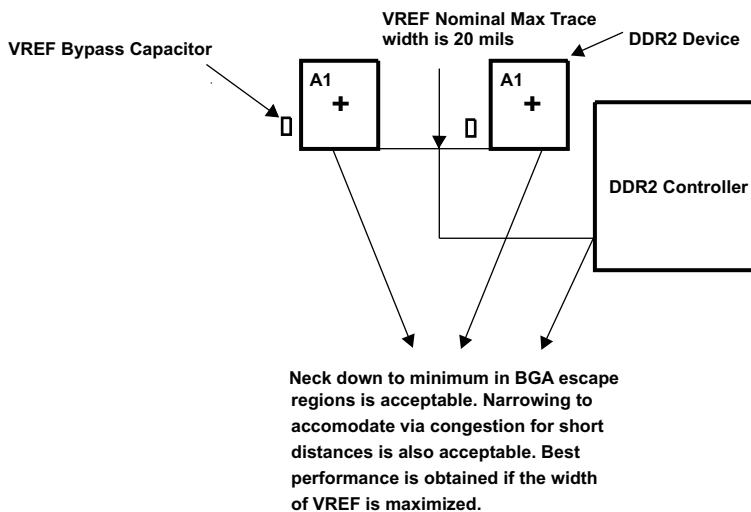 VREF Nominal Max Trace
width is 20 mils
VREF Bypass Capacitor
DDR2 Device
A1
A1
DDR2 Controller
Neck down to minimum in BGA escape
regions is acceptable. Narrowing to
accomodate via congestion for short
distances is also acceptable. Best
performance is obtained if the width
of VREF is maximized.